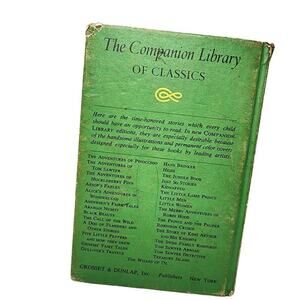 The Companion Library
OF CLASSICS
Here are the time-honored stories which every child
should have an opportunity to read. In new COMPANION
LIBRARY editions, they are especially desirable because
of the handsome illustrations and permanent color covers
designed especially for these books by leading artists.
THE ADVENTURES OF PINOCCHIO
THE ADVENTURES OF
TOM SAWYER
THE ADVENTURES OF
HUCKLEBERRY FINN
AESOP'S FABLES
ALICE'S ADVENTURES IN
WONDERLAND
ANDERSEN'S FAIRY TALES
ARABIAN NIGHTS
BLACK BEAUTY
THE CALL OF THE WILD
A DOG OF FLANDERS AND
OTHER STORIES
FIVE LITTLE PEPPERS
AND HOW THEY GREW
GRIMMS' FAIRY TALES
GULLIVER'S TRAVELS
HANS BRINKER
HEIDI
THE JUNGLE BOOK
JUST SO STORIES
KIDNAPPED
THE LITTLE LAME PRINCE
LITTLE MEN
LITTLE WOMEN
THE MERRY ADVENTURES OF
ROBIN HOOD
THE PRINCE AND THE PAUPER
ROBINSON CRUSOE
THE STORY OF KING ARTHUR
AND HIS KNIGHTS
THE SWISS FAMILY ROBINSON
TOM SAWYER DETECTIVE
TREASURE ISLAND
THE WIZARD OF OZ
GROSSET & DUNLAP, INC. Publishers NEW YORK